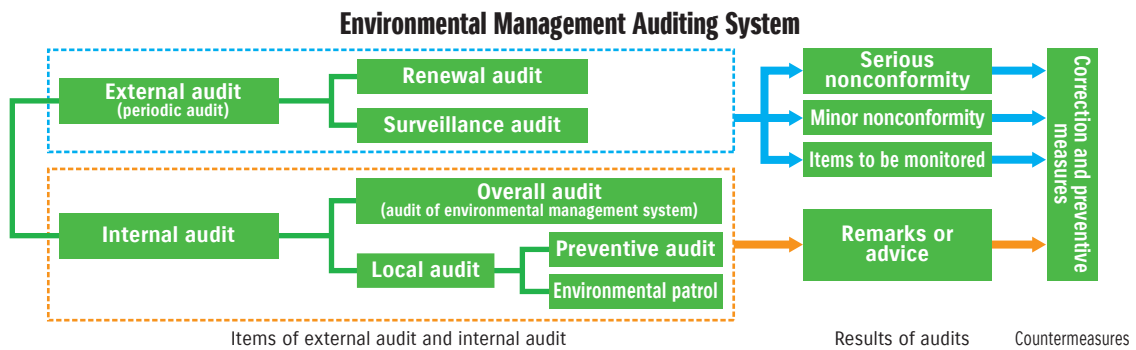 Environmental Management Auditing System
External audit
(periodic audit)
Renewal audit
Surveillance audit
Internal audit
Overall audit
(audit of environmental management system)
Local audit
Preventive audit
Environmental patrol
Serious
nonconformity
Minor nonconformity
Items to be monitored
Remarks or
advice
Correction and preventive
measures
Items of external audit and internal audit
Results of audits
Countermeasures